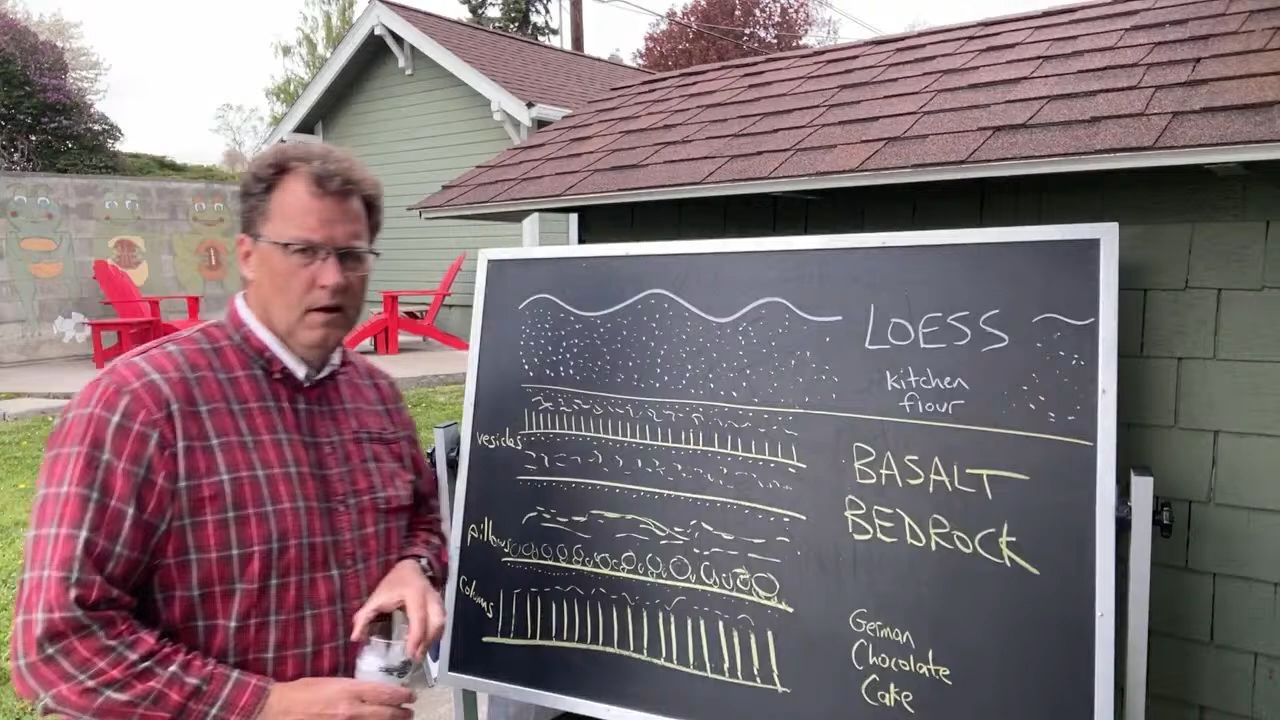 LOESS
kitchen
flour
vesicles
BASALT
BEDROCK
pillows
Columns
German
Chocolate
Cake